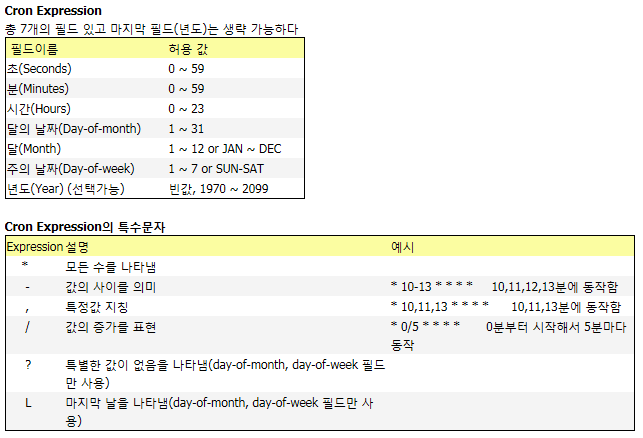 Cron Expression
총 7개의 필드 있고 마지막 필드(년도)는 생략 가능하다
필드이름 허용 값
초(Seconds) 0 ~ 59
분(Minutes) 0 ~ 59
시간(Hours) 0 ~ 23
달의 날짜(Day-of-month) 1 ~ 31
달(Month) 1 ~ 12 or JAN ~ DEC
주의 날짜(Day-of-week) 1 ~ 7 or SUN-SAT
년도(Year) (선택가능) 빈값, 1970 ~ 2099
Cron Expression의 특수문자
Expression 설명 예시
* 모든 수를 나타냄
- 값의 사이를 의미 * 10-13 * * * * 10,11,12,13분에 동작함
, 특정값 지칭 * 10,11,13 * * * * 10,11,13분에 동작함
/ 값의 증가를 표현 * 0/5 * * * * 0분부터 시작해서 5분마다
동작
? 특별한 값이 없음을 나타냄(day-of-month, day-of-week 필드
만 사용)
L 마지막 날을 나타냄(day-of-month, day-of-week 필드만 사
용)